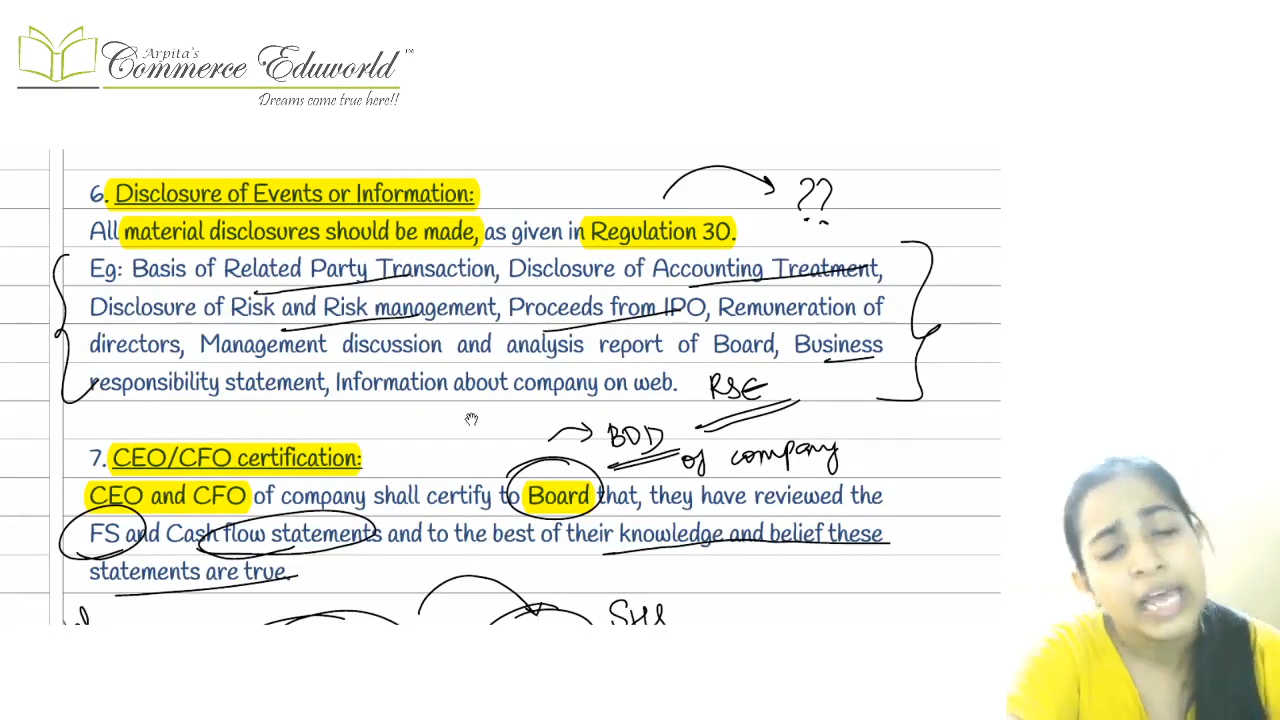 Arpita's
Commerce Eduworld™
Dreams come true here!!
6. Disclosure of Events or Information:
??
All material disclosures should be made, as given in Regulation 30.
Eg: Basis of Related Party Transaction, Disclosure of Accounting Treatment,
Disclosure of Risk and Risk management, Proceeds from IPO, Remuneration of
directors, Management discussion and analysis report of Board, Business
responsibility statement, Information about company on web.
RSE
BOD
of company
7. CEO/CFO certification:
CEO and CFO of company shall certify to Board that, they have reviewed the
FS and Cash flow statements and to the best of their knowledge and belief these
statements are true.